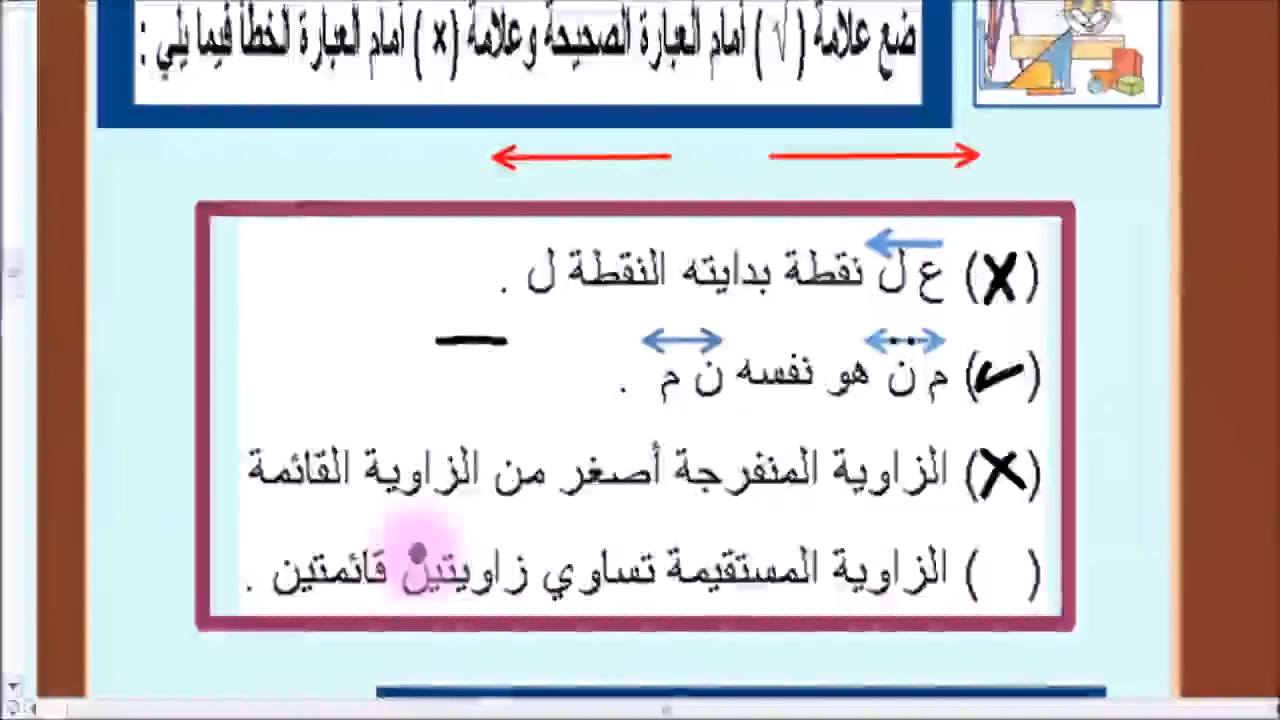 ضع علامة ( √ ) أمام العبارة الصحيحة وعلامة ( × ) أمام العبارة الخطأ فيما يلي :
(X) ع ل نقطة بدايته النقطة ل .
(✓) م ن هو نفسه ن م .
(X) الزاوية المنفرجة أصغر من الزاوية القائمة
( ) الزاوية المستقيمة تساوي زاويتين قائمتين .